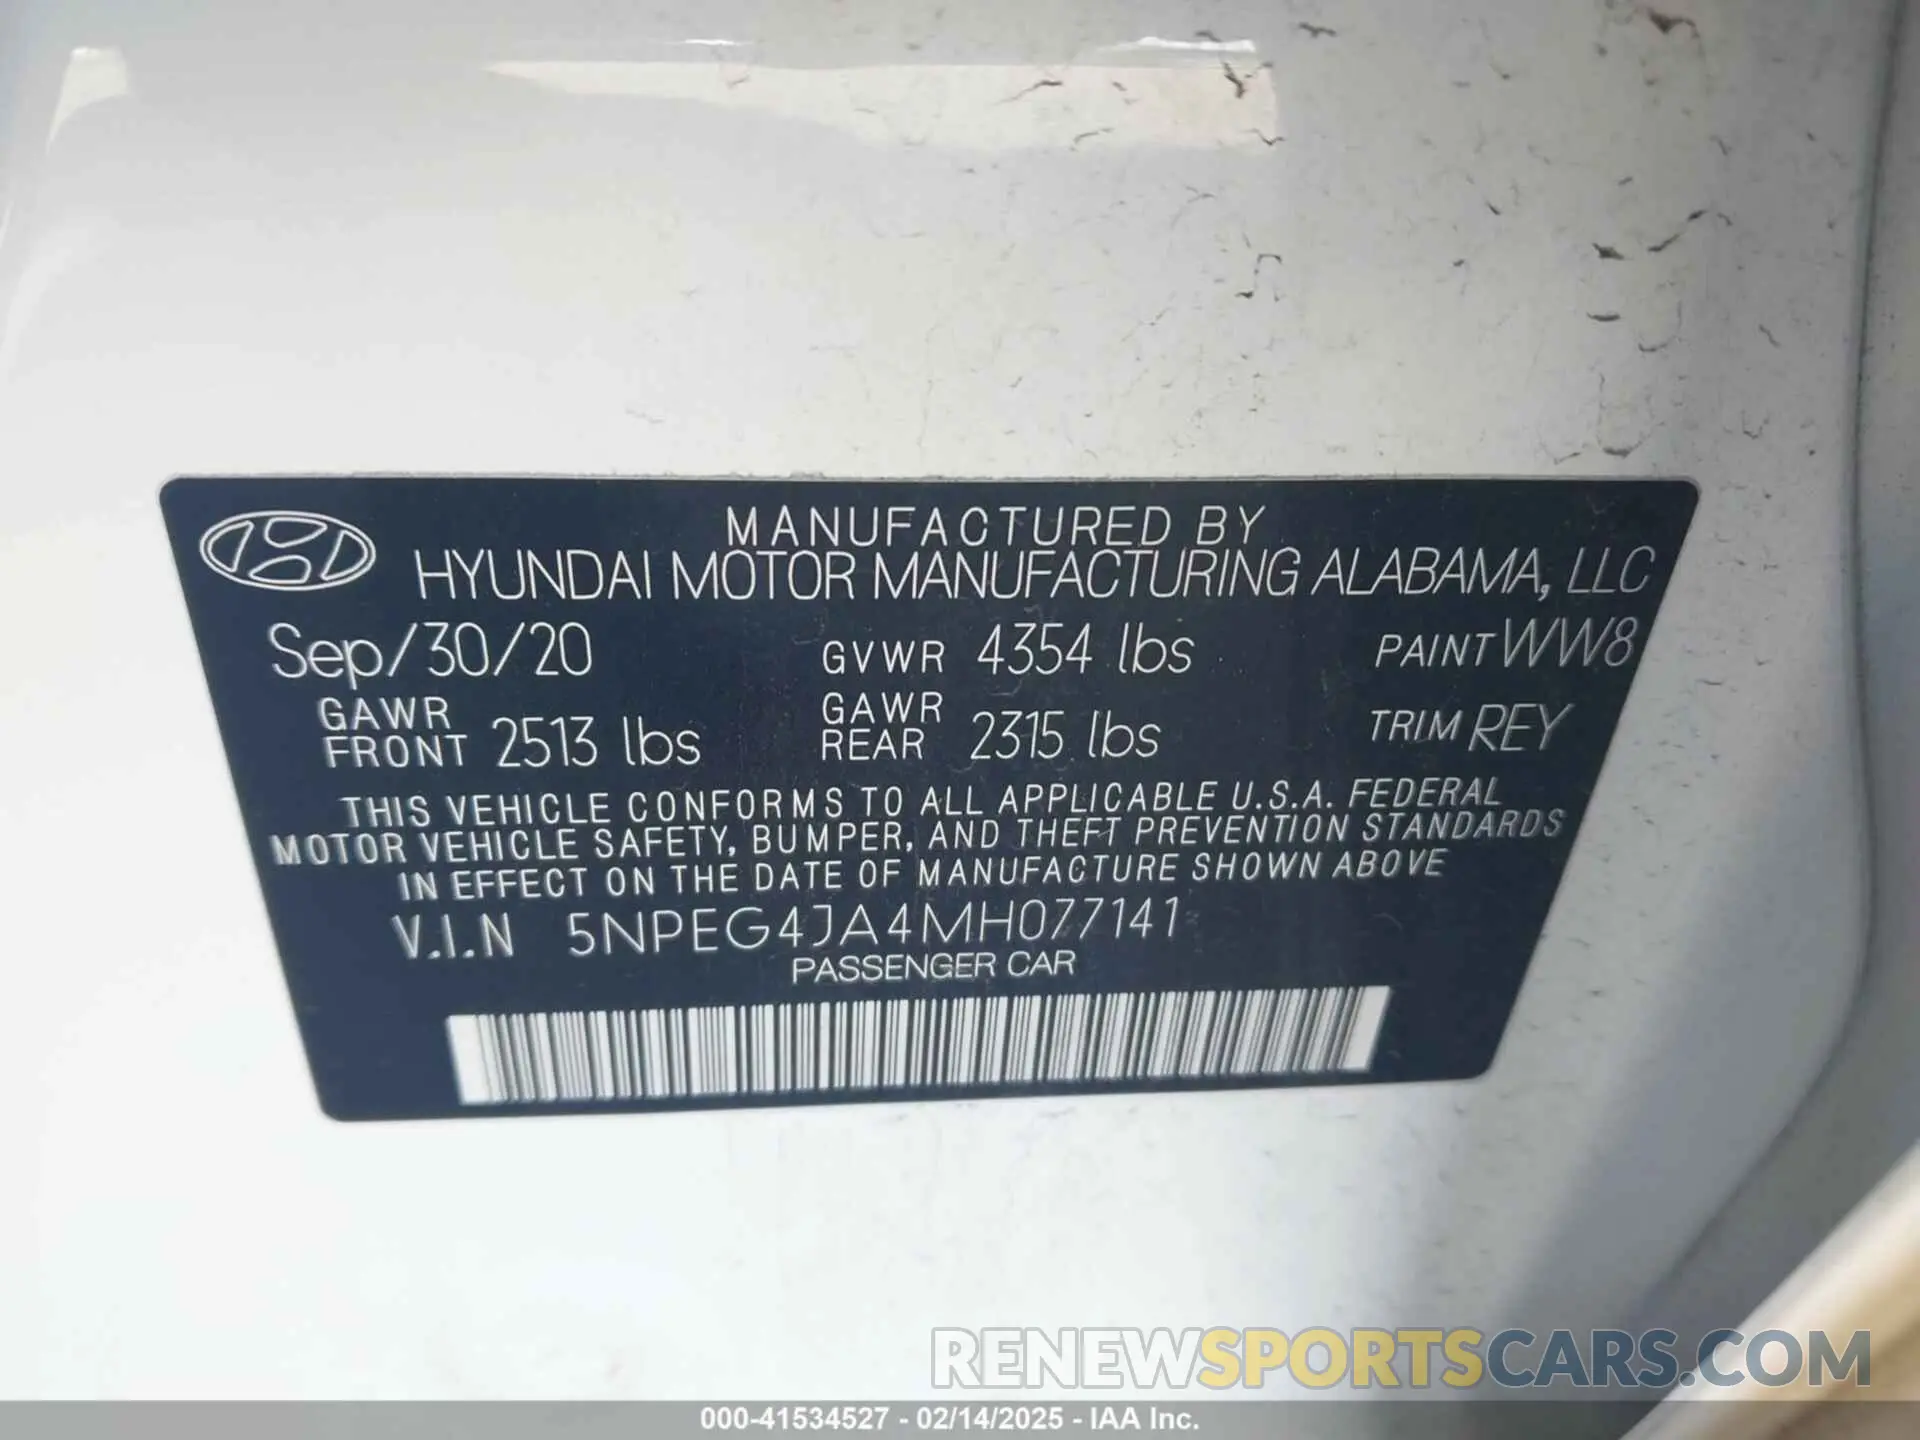 MANUFACTURED BY
HYUNDAI MOTOR MANUFACTURING ALABAMA, LLC
Sep/30/20 GVWR 4354 lbs PAINT WW8
GAWR FRONT 2513 lbs GAWR REAR 2315 lbs TRIM REY
THIS VEHICLE CONFORMS TO ALL APPLICABLE U.S.A. FEDERAL
MOTOR VEHICLE SAFETY, BUMPER, AND THEFT PREVENTION STANDARDS
IN EFFECT ON THE DATE OF MANUFACTURE SHOWN ABOVE
V.I.N 5NPEG4JA4MH077141
PASSENGER CAR
RENEWSPORTSCARS.COM
000-41534527 - 02/14/2025 - IAA Inc.